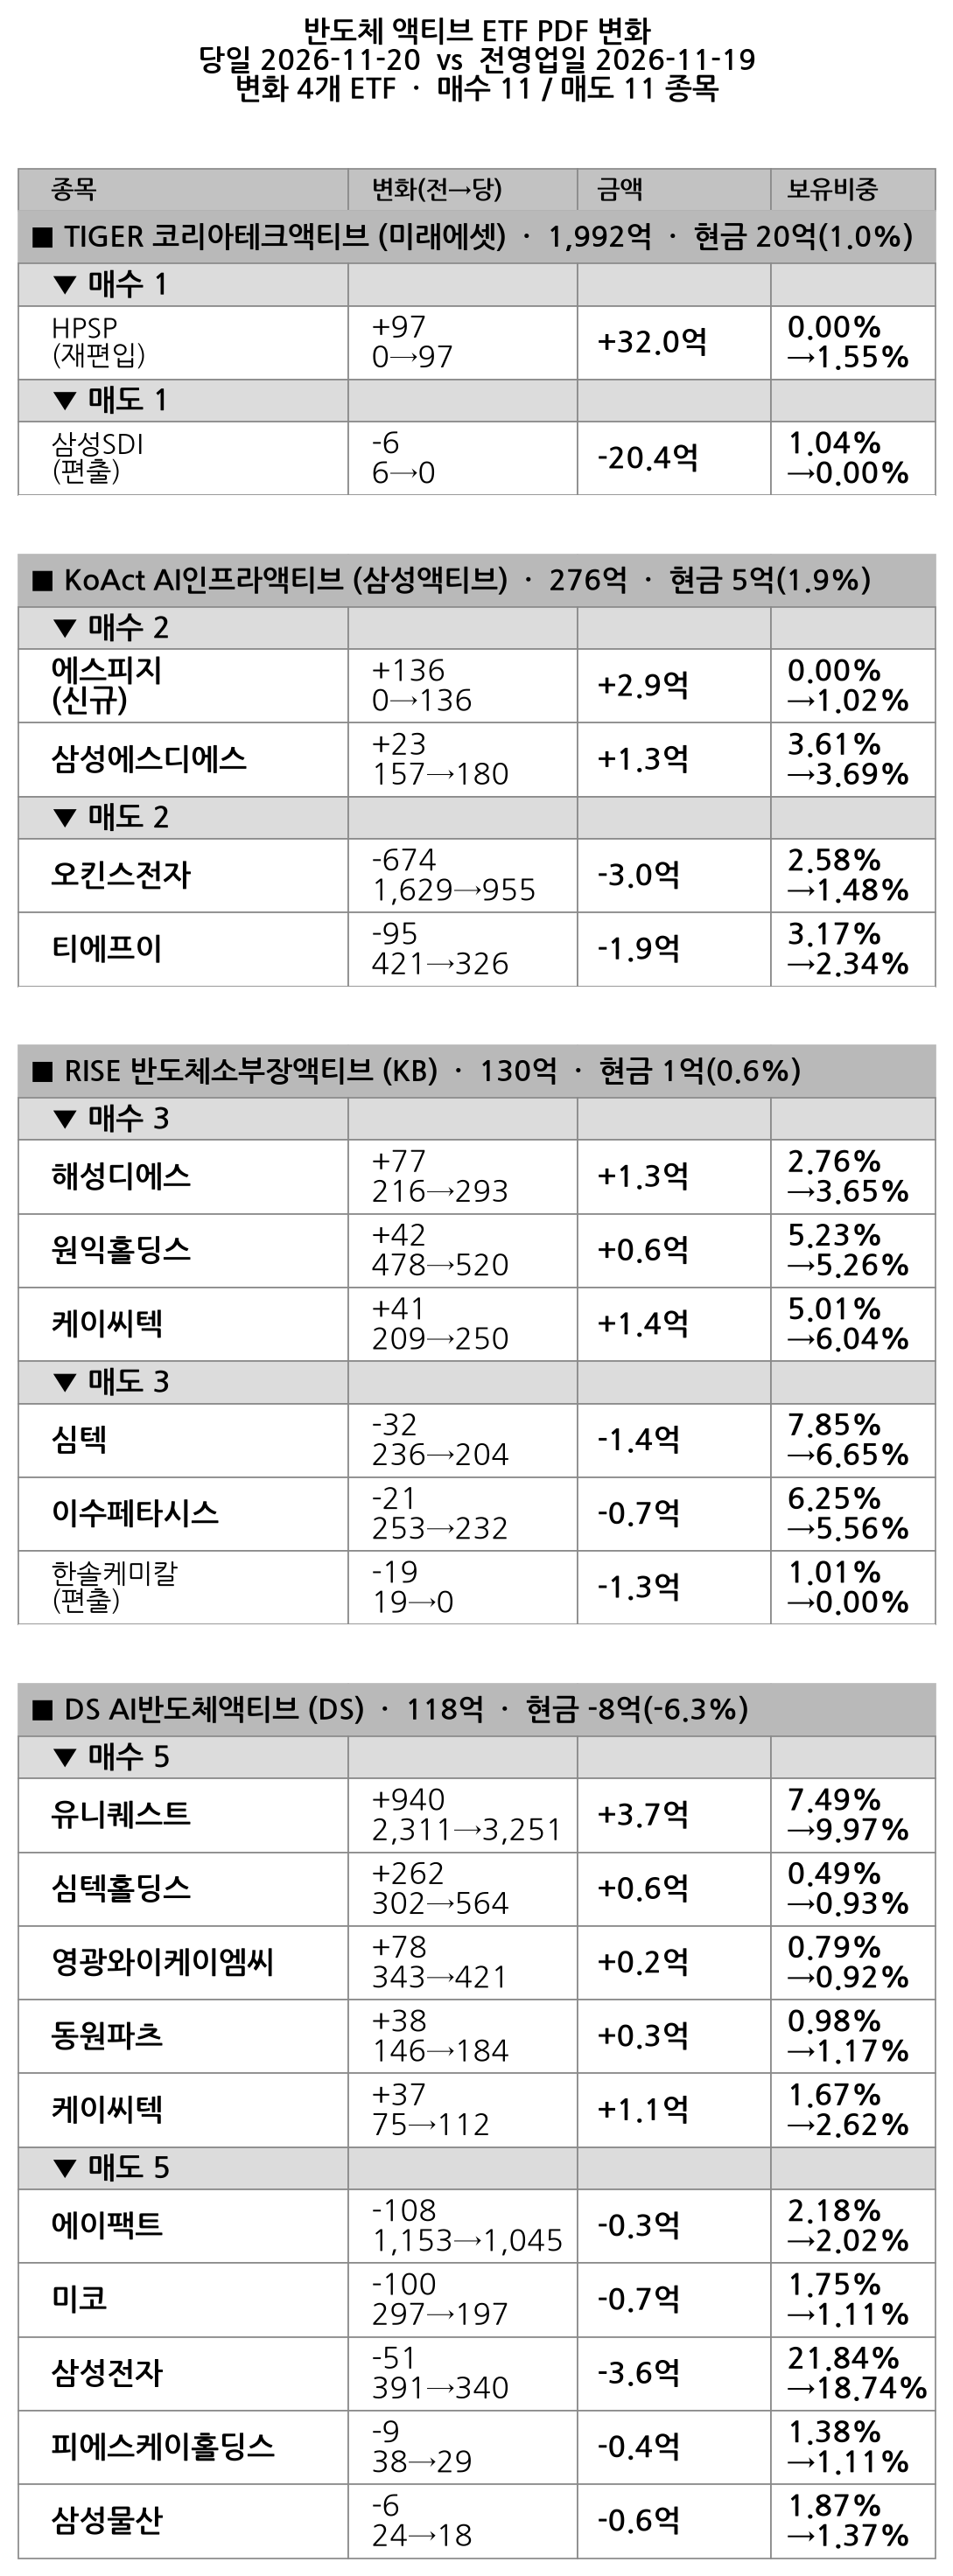 반도체 액티브 ETF PDF 변화
당일 2026-11-20 vs 전영업일 2026-11-19
변화 4개 ETF · 매수 11 / 매도 11 종목
종목 변화(전→당) 금액 보유비중
■ TIGER 코리아테크액티브 (미래에셋) · 1,992억 · 현금 20억(1.0%)
▼ 매수 1
HPSP
(재편입)
+97
0→97
+32.0억
0.00%
→1.55%
▼ 매도 1
삼성SDI
(편출)
-6
6→0
-20.4억
1.04%
→0.00%
■ KoAct AI인프라액티브 (삼성액티브) · 276억 · 현금 5억(1.9%)
▼ 매수 2
에스피지
(신규)
+136
0→136
+2.9억
0.00%
→1.02%
삼성에스디에스
+23
157→180
+1.3억
3.61%
→3.69%
▼ 매도 2
오킨스전자
-674
1,629→955
-3.0억
2.58%
→1.48%
티에프이
-95
421→326
-1.9억
3.17%
→2.34%
■ RISE 반도체소부장액티브 (KB) · 130억 · 현금 1억(0.6%)
▼ 매수 3
해성디에스
+77
216→293
+1.3억
2.76%
→3.65%
원익홀딩스
+42
478→520
+0.6억
5.23%
→5.26%
케이씨텍
+41
209→250
+1.4억
5.01%
→6.04%
▼ 매도 3
심텍
-32
236→204
-1.4억
7.85%
→6.65%
이수페타시스
-21
253→232
-0.7억
6.25%
→5.56%
한솔케미칼
(편출)
-19
19→0
-1.3억
1.01%
→0.00%
■ DS AI반도체액티브 (DS) · 118억 · 현금 -8억(-6.3%)
▼ 매수 5
유니퀘스트
+940
2,311→3,251
+3.7억
7.49%
→9.97%
심텍홀딩스
+262
302→564
+0.6억
0.49%
→0.93%
영광와이케이엠씨
+78
343→421
+0.2억
0.79%
→0.92%
동원파츠
+38
146→184
+0.3억
0.98%
→1.17%
케이씨텍
+37
75→112
+1.1억
1.67%
→2.62%
▼ 매도 5
에이팩트
-108
1,153→1,045
-0.3억
2.18%
→2.02%
미코
-100
297→197
-0.7억
1.75%
→1.11%
삼성전자
-51
391→340
-3.6억
21.84%
→18.74%
피에스케이홀딩스
-9
38→29
-0.4억
1.38%
→1.11%
삼성물산
-6
24→18
-0.6억
1.87%
→1.37%